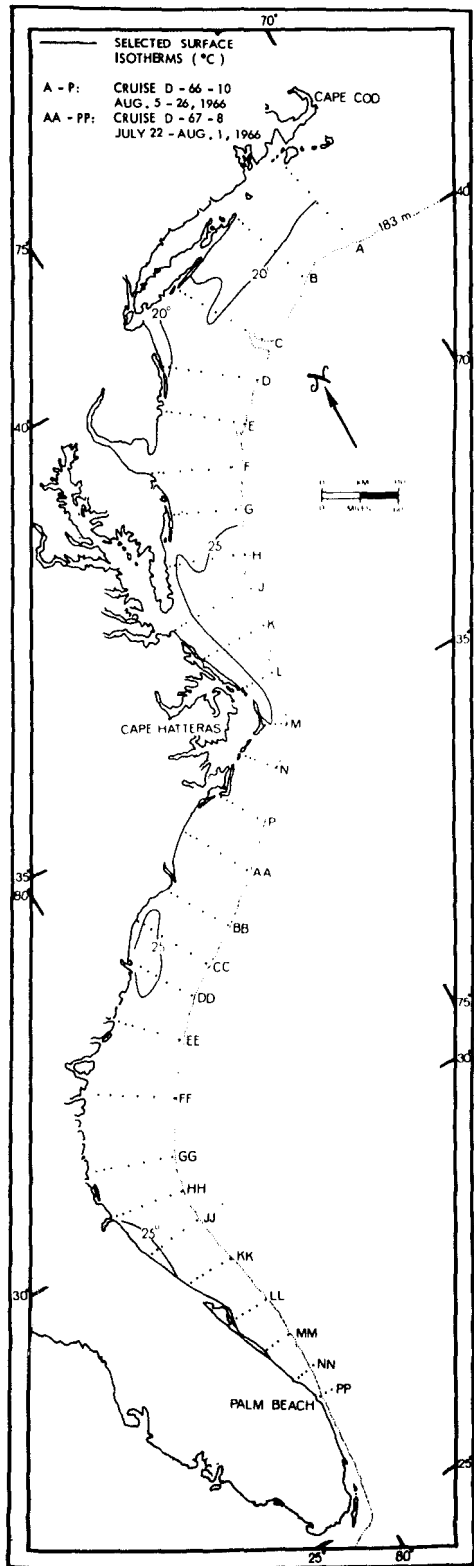 70°
SELECTED SURFACE
ISOTHERMS (°C)
A - P: CRUISE D - 66 - 10
AUG. 5 - 26, 1966
AA - PP: CRUISE D - 67 - 8
JULY 22 - AUG. 1, 1966
CAPE COD
40°
183 m
75°
A
20°
B
20°
C
70°
D
40°
E
F
KM
MILES
G
25
H
J
K
35°
L
CAPE HATTERAS
M
N
P
35°
AA
80°
BB
25
CC
DD
75°
EE
30°
FF
GG
HH
25°
JJ
KK
30°
LL
MM
NN
PP
PALM BEACH
25°
25°
80°